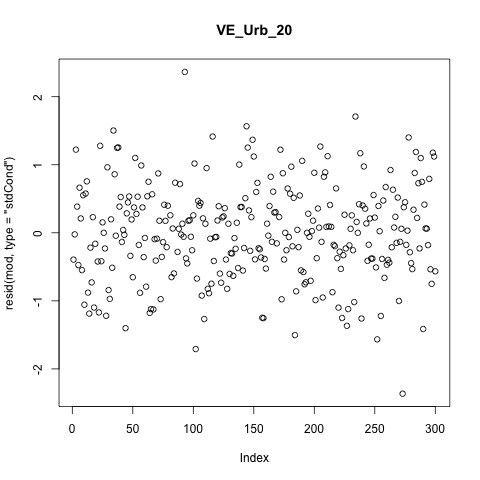 VE_Urb_20
resid(mod, type = "stdCond")
2
1
0
-1
-2
0 50 100 150 200 250 300
Index